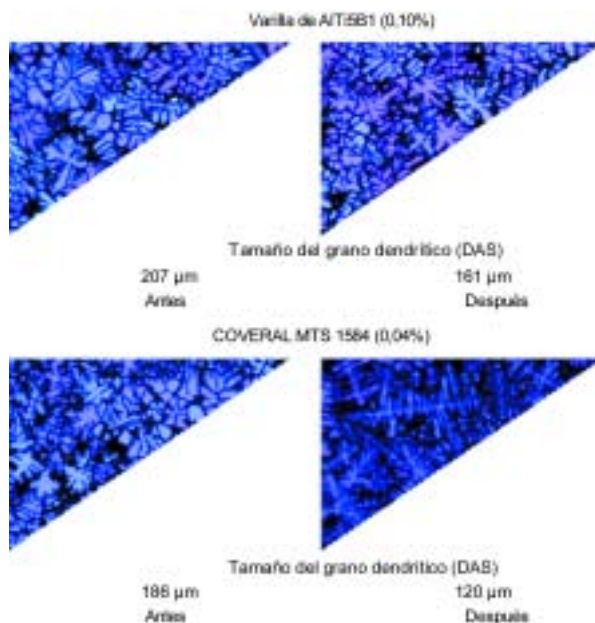 Varilla de AlTi5B1 (0,10%)
Tamaño del grano dendrítico (DAS)
207 µm 161 µm
Antes Después
COVERAL MTS 1584 (0,04%)
Tamaño del grano dendrítico (DAS)
186 µm 120 µm
Antes Después